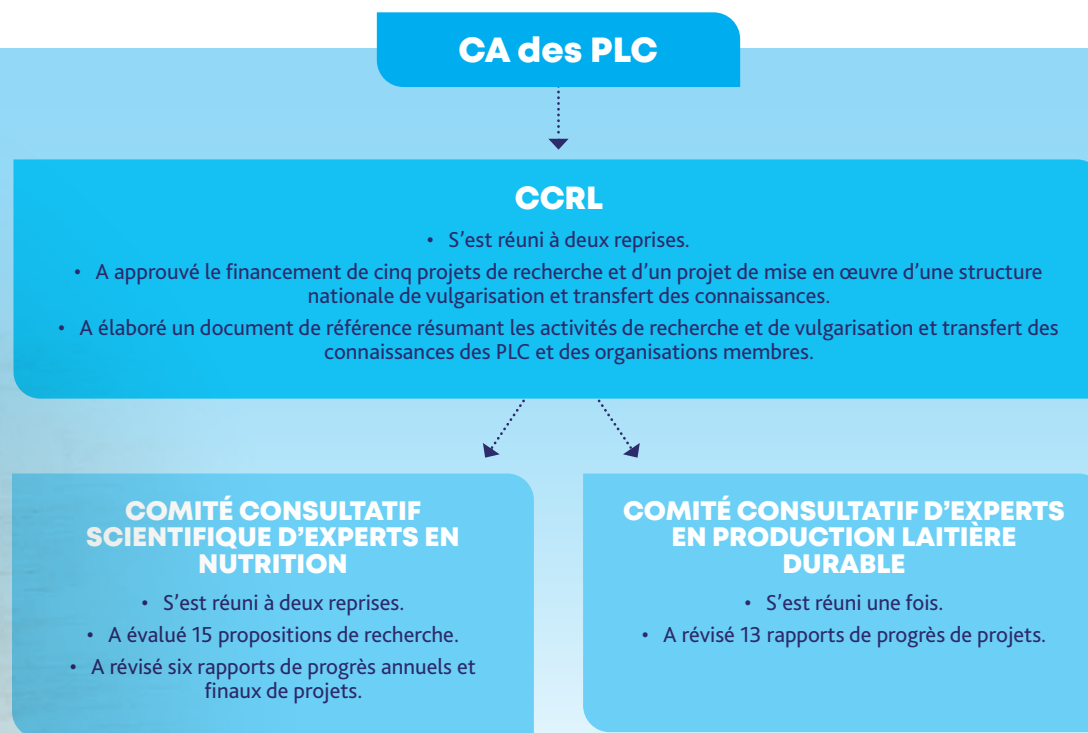 CA des PLC
CCRL
• S'est réuni à deux reprises.
• A approuvé le financement de cinq projets de recherche et d'un projet de mise en œuvre d'une structure
nationale de vulgarisation et transfert des connaissances.
• A élaboré un document de référence résumant les activités de recherche et de vulgarisation et transfert des
connaissances des PLC et des organisations membres.
COMITÉ CONSULTATIF
SCIENTIFIQUE D'EXPERTS EN
NUTRITION
• S'est réuni à deux reprises.
• A évalué 15 propositions de recherche.
• A révisé six rapports de progrès annuels et
finaux de projets.
COMITÉ CONSULTATIF D'EXPERTS
EN PRODUCTION LAITIÈRE
DURABLE
• S'est réuni une fois.
• A révisé 13 rapports de progrès de projets.